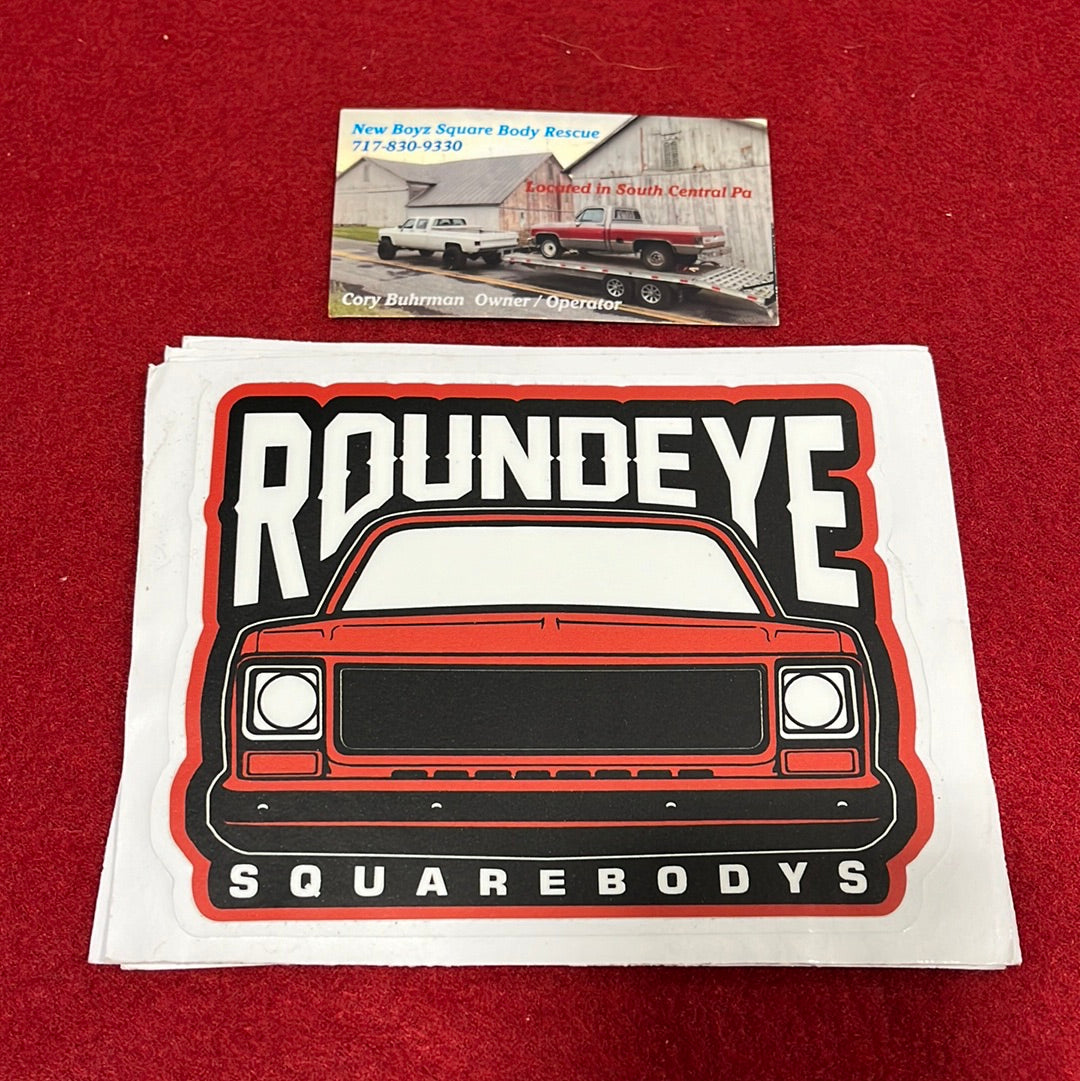 New Boyz Square Body Rescue
717-830-9330
Located in South Central Pa
Cory Buhrman Owner / Operator
ROUNDEYE
SQUAREBODYS